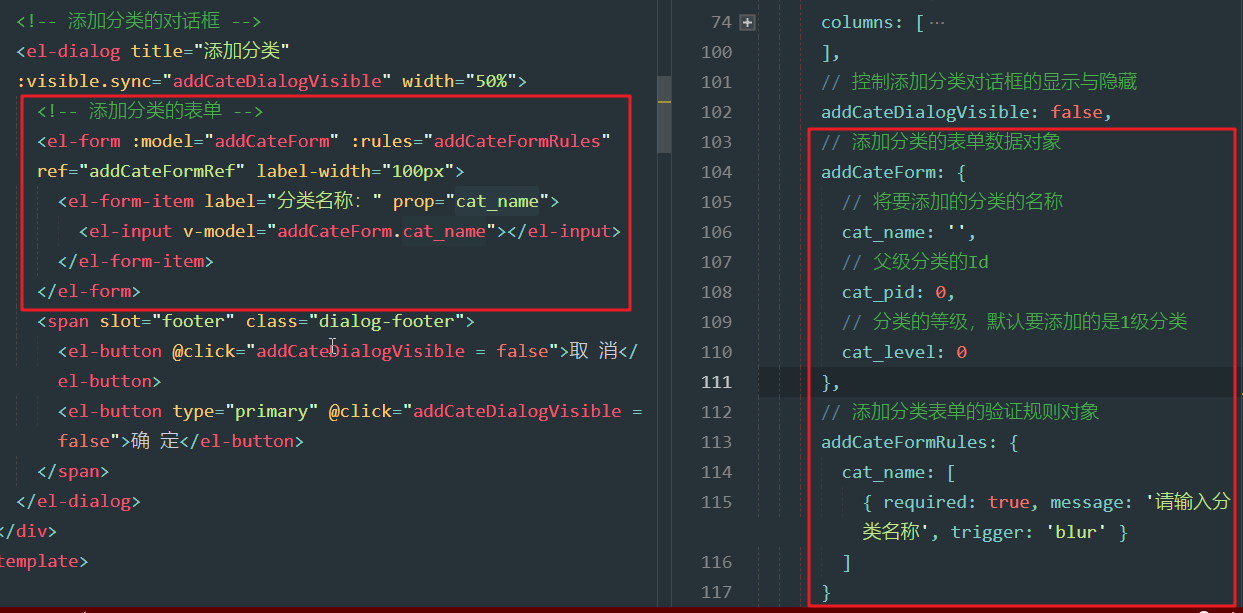 <!-- 添加分类的对话框 -->
<el-dialog title="添加分类"
:visible.sync="addCateDialogVisible" width="50%">
<!-- 添加分类的表单 -->
<el-form :model="addCateForm" :rules="addCateFormRules"
ref="addCateFormRef" label-width="100px">
<el-form-item label="分类名称：" prop="cat_name">
<el-input v-model="addCateForm.cat_name"></el-input>
</el-form-item>
</el-form>
<span slot="footer" class="dialog-footer">
<el-button @click="addCateDialogVisible = false">取 消</
el-button>
<el-button type="primary" @click="addCateDialogVisible =
false">确 定</el-button>
</span>
</el-dialog>
</div>
template>
74 columns: [ ···
100 ],
101 // 控制添加分类对话框的显示与隐藏
102 addCateDialogVisible: false,
103 // 添加分类的表单数据对象
104 addCateForm: {
105 // 将要添加的分类的名称
106 cat_name: '',
107 // 父级分类的Id
108 cat_pid: 0,
109 // 分类的等级，默认要添加的是1级分类
110 cat_level: 0
111 },
112 // 添加分类表单的验证规则对象
113 addCateFormRules: {
114 cat_name: [
115 { required: true, message: '请输入分
类名称', trigger: 'blur' }
116 ]
117 }